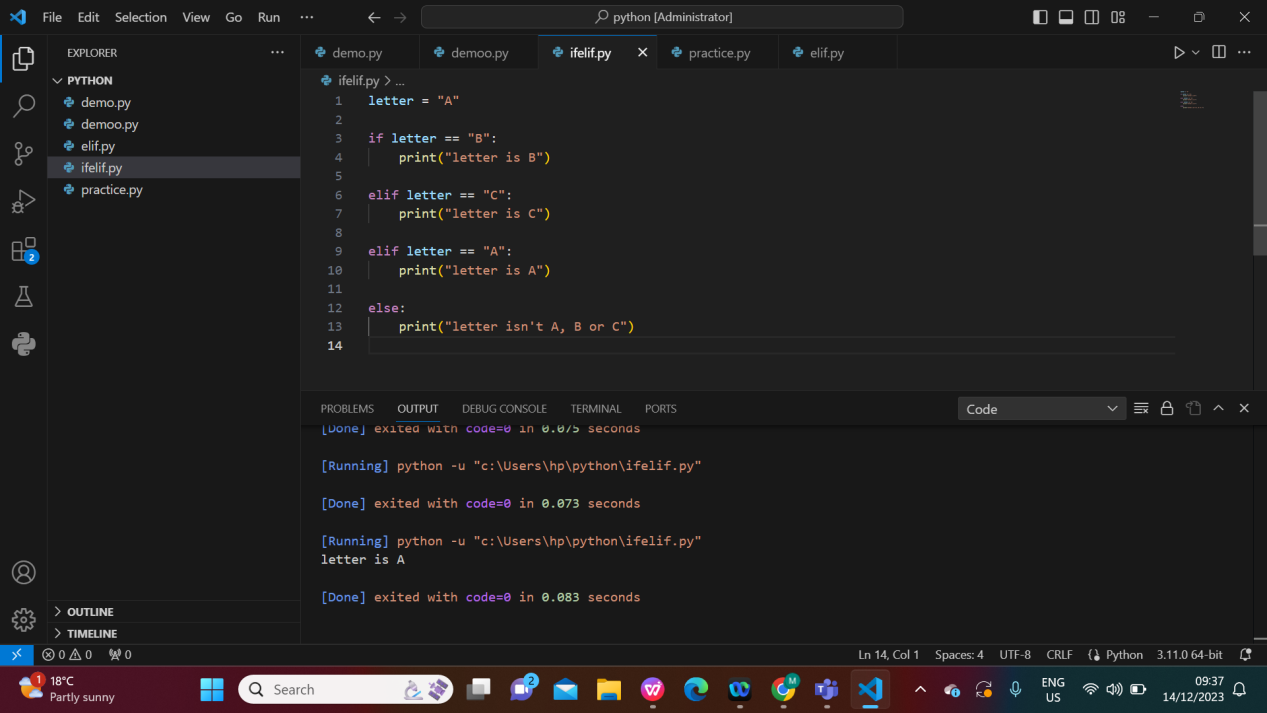 File Edit Selection View Go Run ...
python [Administrator]
EXPLORER
PYTHON
demo.py
demoo.py
elif.py
ifelif.py
practice.py
OUTLINE
TIMELINE
demo.py demoo.py ifelif.py practice.py elif.py
ifelif.py > ...
1 letter = "A"
2
3 if letter == "B":
4 print("letter is B")
5
6 elif letter == "C":
7 print("letter is C")
8
9 elif letter == "A":
10 print("letter is A")
11
12 else:
13 print("letter isn't A, B or C")
14
PROBLEMS OUTPUT DEBUG CONSOLE TERMINAL PORTS
Code
[Done] exited with code=0 in 0.075 seconds
[Running] python -u "c:\Users\hp\python\ifelif.py"
[Done] exited with code=0 in 0.073 seconds
[Running] python -u "c:\Users\hp\python\ifelif.py"
letter is A
[Done] exited with code=0 in 0.083 seconds
2
0 0 0
Ln 14, Col 1 Spaces: 4 UTF-8 CRLF Python 3.11.0 64-bit
1
18°C
Partly sunny
Search
2
M
ENG
US
09:37
14/12/2023